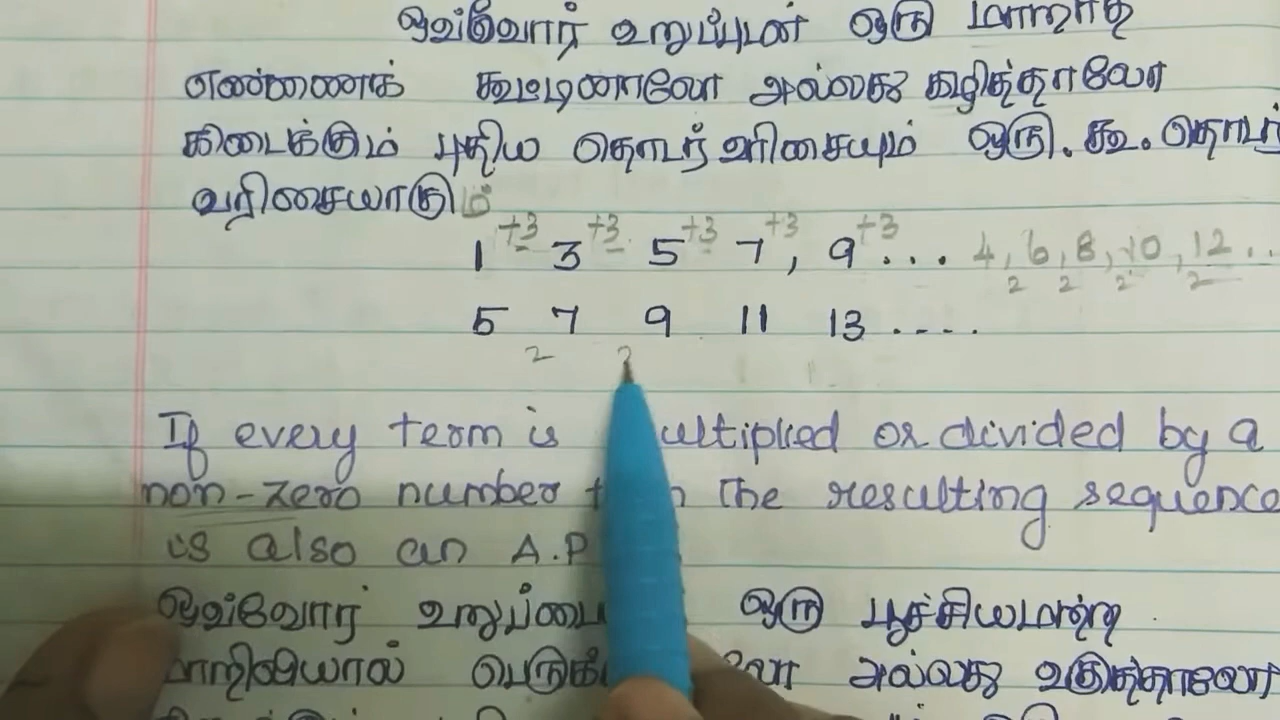 ஒவ்வோர் உறுப்புடன் ஒரு மாறாத
எண்ணைக் கூட்டினாலோ அல்லது கழித்தாலோ
கிடைக்கும் புதிய தொடர் வரிசையும் ஒரு. கூ. தொடர்
வரிசையாகும்
+3 +3 +3 +3 +3
1 3 5 7, 9 ... 4, 6, 8, 10, 12 ..
2 2 2 2
5 7 9 11 13 ....
2 2
If every term is ultiplied or divided by a
non-zero number The resulting sequence
is also an A.P
ஒவ்வோர் ஒரு பூச்சியமற்ற
அல்லது வகுத்தாலோ